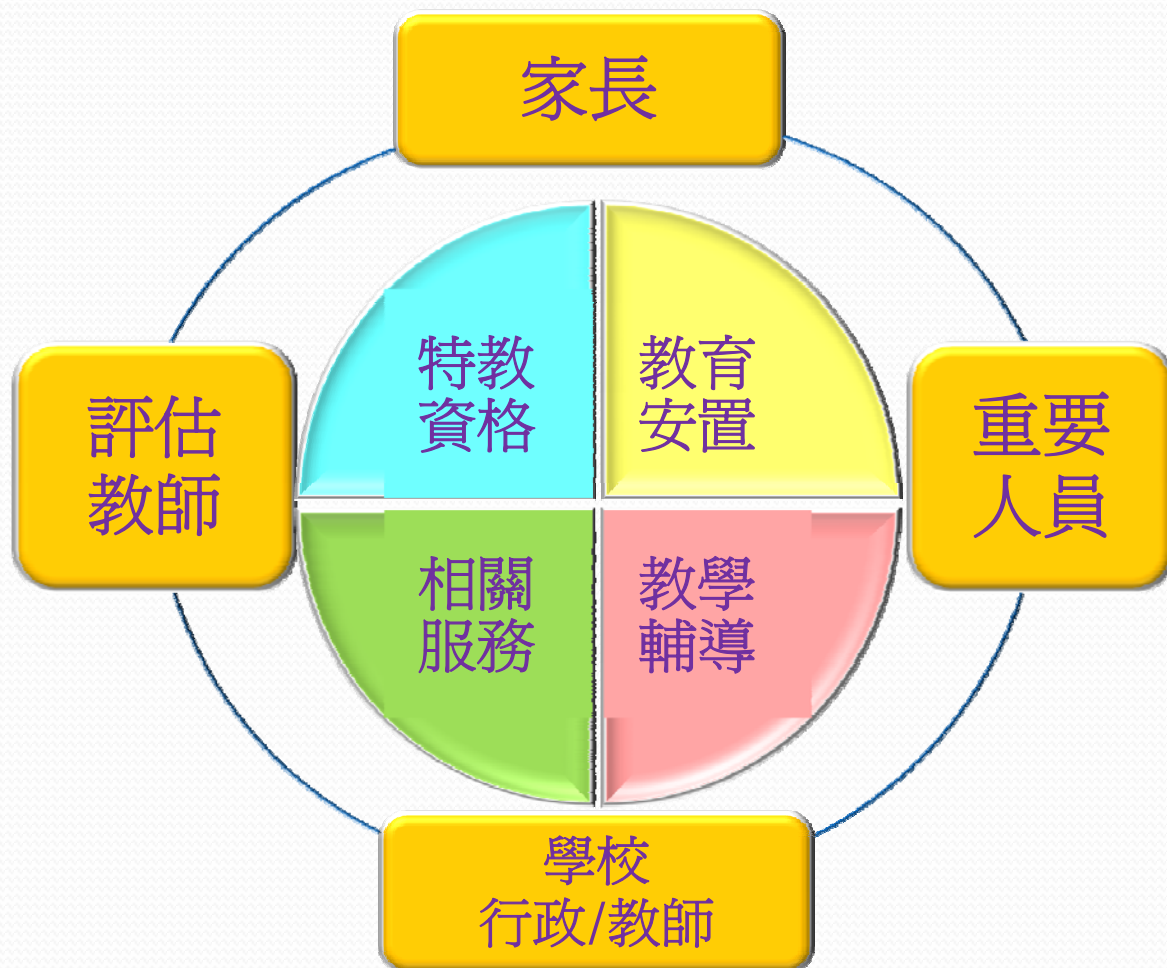 家長
特教
資格
教育
安置
評估
教師
重要
人員
相關
服務
教學
輔導
學校
行政/教師